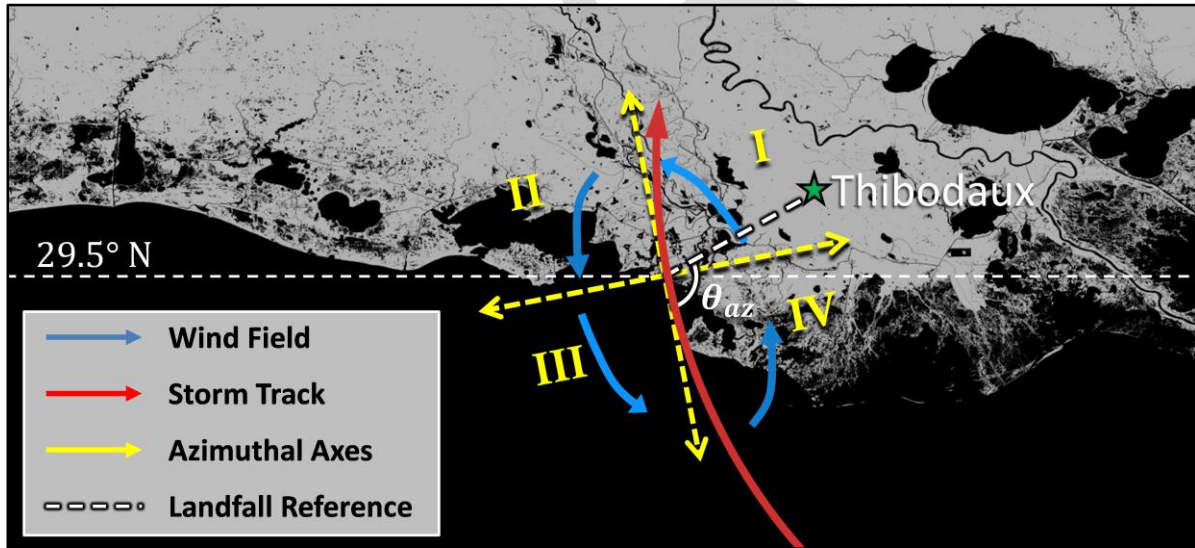 I
II
Thibodaux
29.5° N
θaz
IV
III
Wind Field
Storm Track
Azimuthal Axes
Landfall Reference